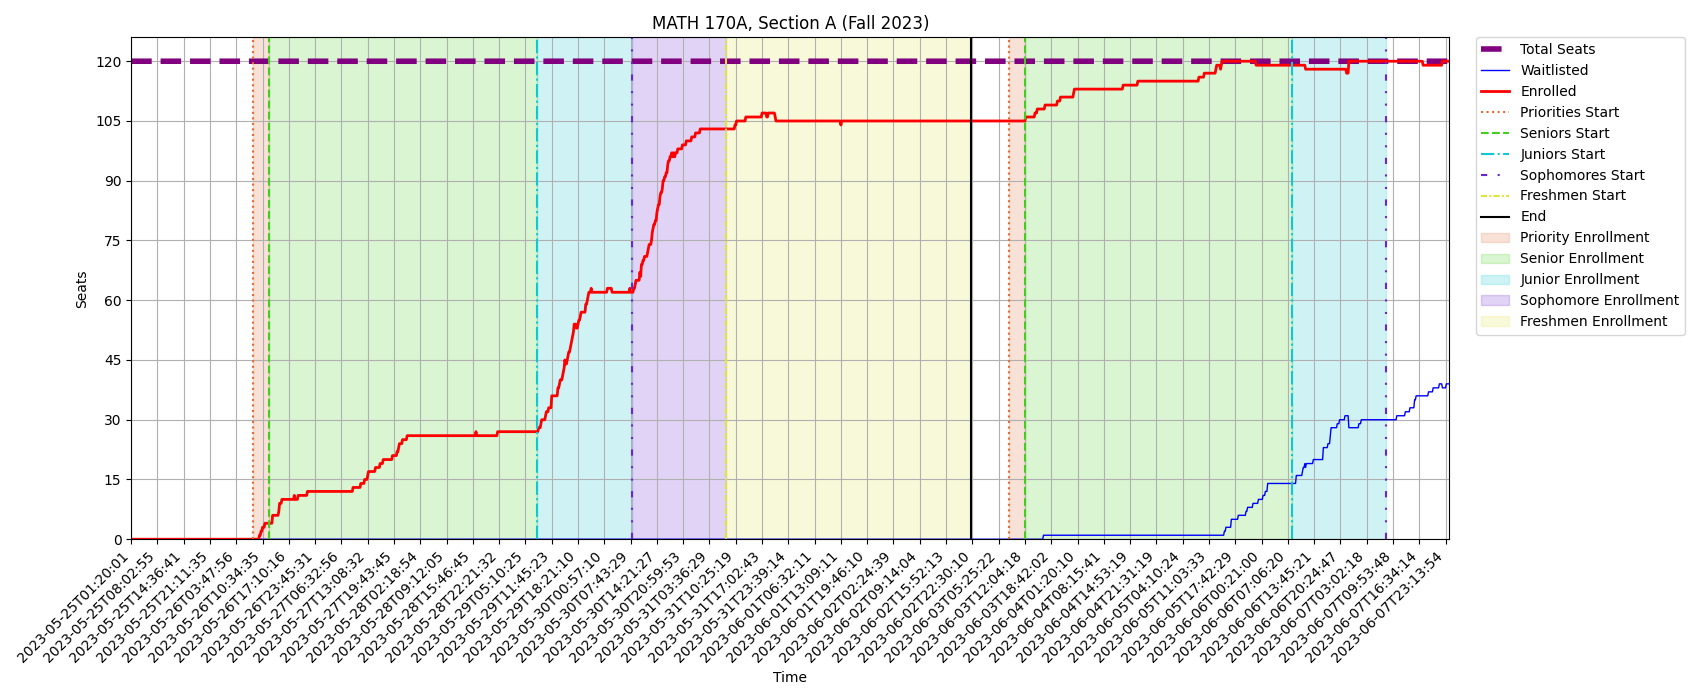 MATH 170A, Section A (Fall 2023)
Seats
120
105
90
75
60
45
30
15
0
2023-05-25T01:20:01
2023-05-25T08:02:55
2023-05-25T14:36:41
2023-05-25T21:11:35
2023-05-26T03:47:56
2023-05-26T10:34:35
2023-05-26T17:10:16
2023-05-26T23:45:31
2023-05-27T06:32:56
2023-05-27T13:08:32
2023-05-27T19:43:45
2023-05-28T02:18:54
2023-05-28T09:12:05
2023-05-28T15:46:45
2023-05-28T22:21:32
2023-05-29T05:10:25
2023-05-29T11:45:23
2023-05-29T18:21:10
2023-05-30T00:57:10
2023-05-30T07:43:29
2023-05-30T14:21:27
2023-05-30T20:59:53
2023-05-31T03:36:29
2023-05-31T10:25:19
2023-05-31T17:02:43
2023-05-31T23:39:14
2023-06-01T06:32:11
2023-06-01T13:09:11
2023-06-01T19:46:10
2023-06-02T02:24:39
2023-06-02T09:14:04
2023-06-02T15:52:13
2023-06-02T22:30:10
2023-06-03T05:25:22
2023-06-03T12:04:18
2023-06-03T18:42:02
2023-06-04T01:20:10
2023-06-04T08:15:41
2023-06-04T14:53:19
2023-06-04T21:31:19
2023-06-05T04:10:24
2023-06-05T11:03:33
2023-06-05T17:42:29
2023-06-06T00:21:00
2023-06-06T07:06:20
2023-06-06T13:45:21
2023-06-06T20:24:47
2023-06-07T03:02:18
2023-06-07T09:53:48
2023-06-07T16:34:14
2023-06-07T23:13:54
Time
Total Seats
Waitlisted
Enrolled
Priorities Start
Seniors Start
Juniors Start
Sophomores Start
Freshmen Start
End
Priority Enrollment
Senior Enrollment
Junior Enrollment
Sophomore Enrollment
Freshmen Enrollment